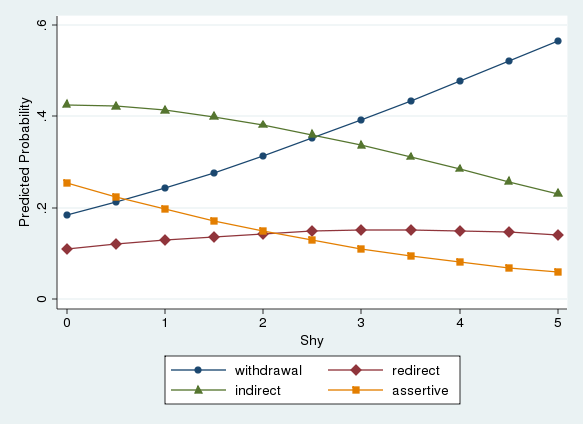 .6
.4
.2
0
Predicted Probability
0 1 2 3 4 5
Shy
withdrawal redirect
indirect assertive